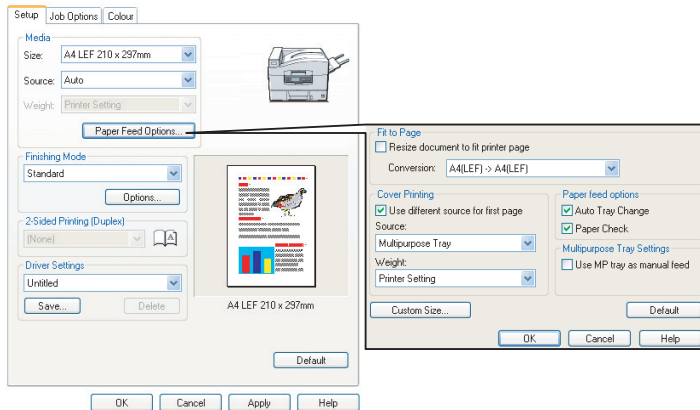 Setup Job Options Colour
Media
Size: A4 LEF 210 x 297mm
Source: Auto
Weight: Printer Setting
Paper Feed Options...
Finishing Mode
Standard
Options...
2-Sided Printing (Duplex)
(None)
A
Driver Settings
Untitled
Save... Delete
A4 LEF 210 x 297mm
Default
OK Cancel Apply Help
Fit to Page
Resize document to fit printer page
Conversion: A4(LEF) -> A4(LEF)
Cover Printing
Use different source for first page
Source:
Multipurpose Tray
Weight:
Printer Setting
Paper feed options
Auto Tray Change
Paper Check
Multipurpose Tray Settings
Use MP tray as manual feed
Custom Size... Default
OK Cancel Help